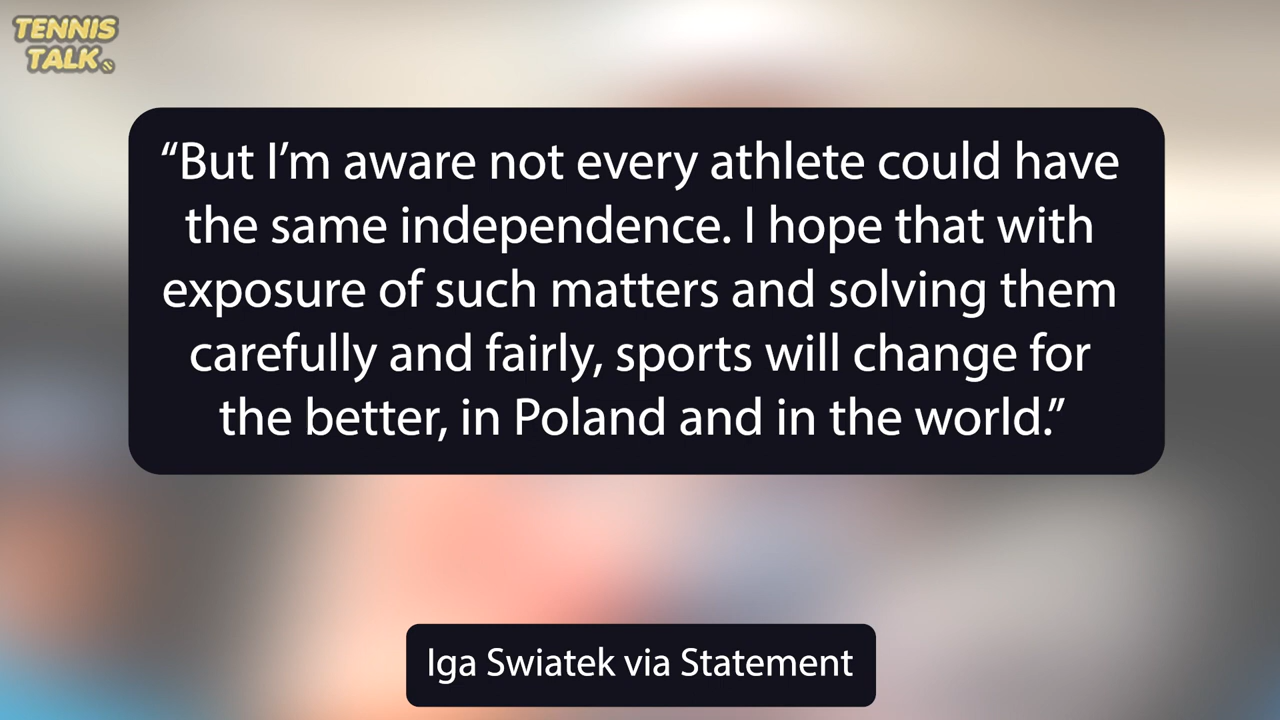 TENNIS
TALK
“But I’m aware not every athlete could have
the same independence. I hope that with
exposure of such matters and solving them
carefully and fairly, sports will change for
the better, in Poland and in the world.”
Iga Swiatek via Statement